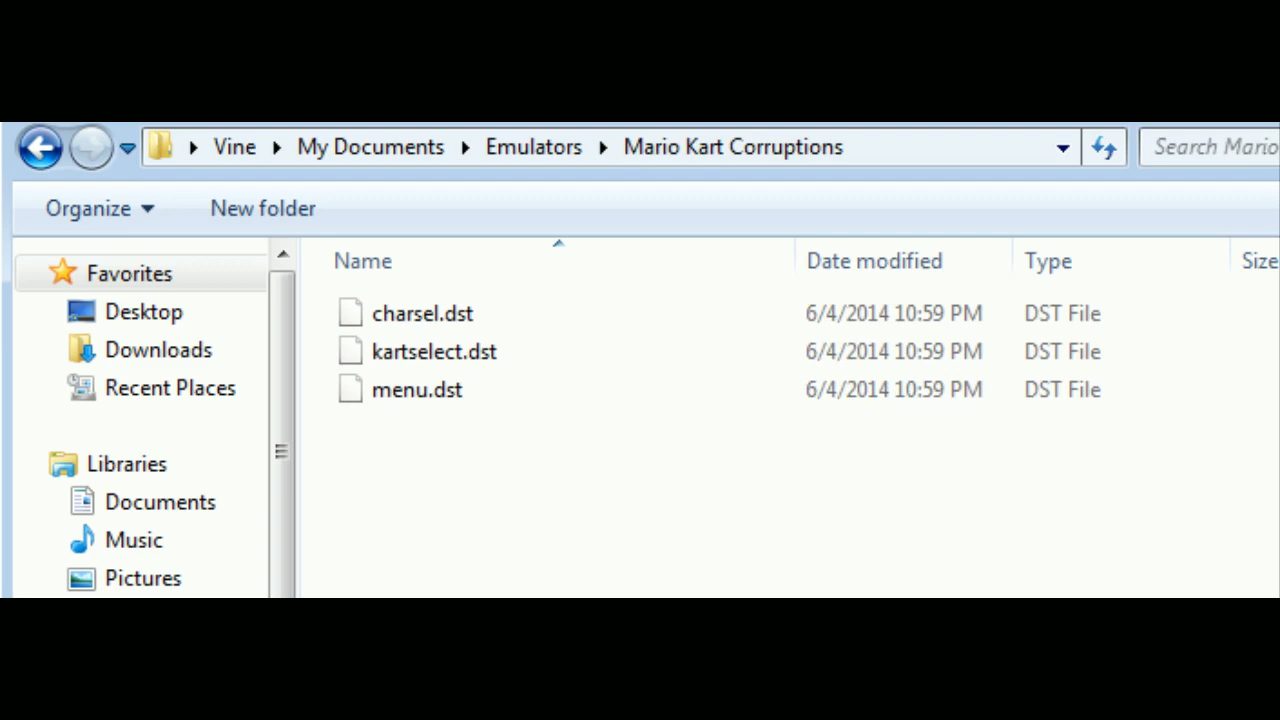 Vine My Documents Emulators Mario Kart Corruptions Search Mario
Organize New folder
Name Date modified Type Size
Favorites
Desktop
Downloads
Recent Places
Libraries
Documents
Music
Pictures
charsel.dst 6/4/2014 10:59 PM DST File
kartselect.dst 6/4/2014 10:59 PM DST File
menu.dst 6/4/2014 10:59 PM DST File